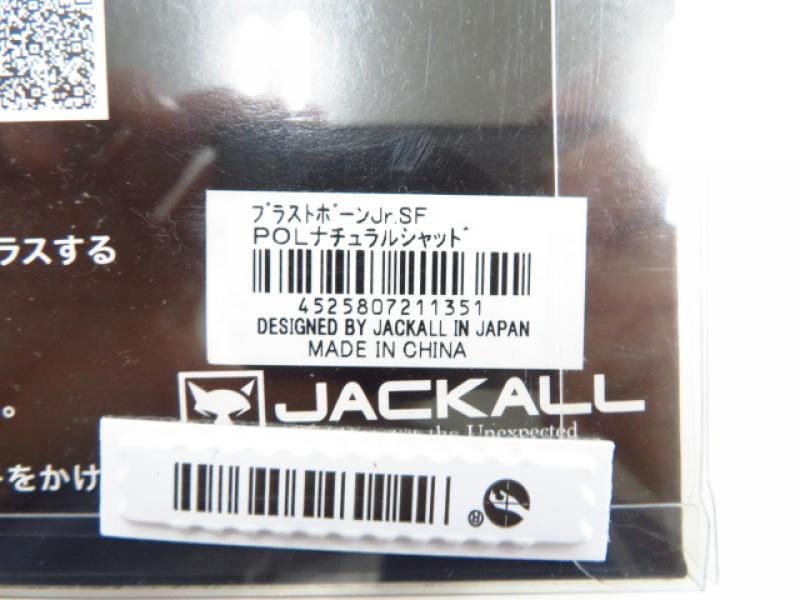 ラスする
ブラストボーンJr.SF
POLナチュラルシャッド
4525807211351
DESIGNED BY JACKALL IN JAPAN
MADE IN CHINA
。
JACKALL
the Unexpected
をかけ
®